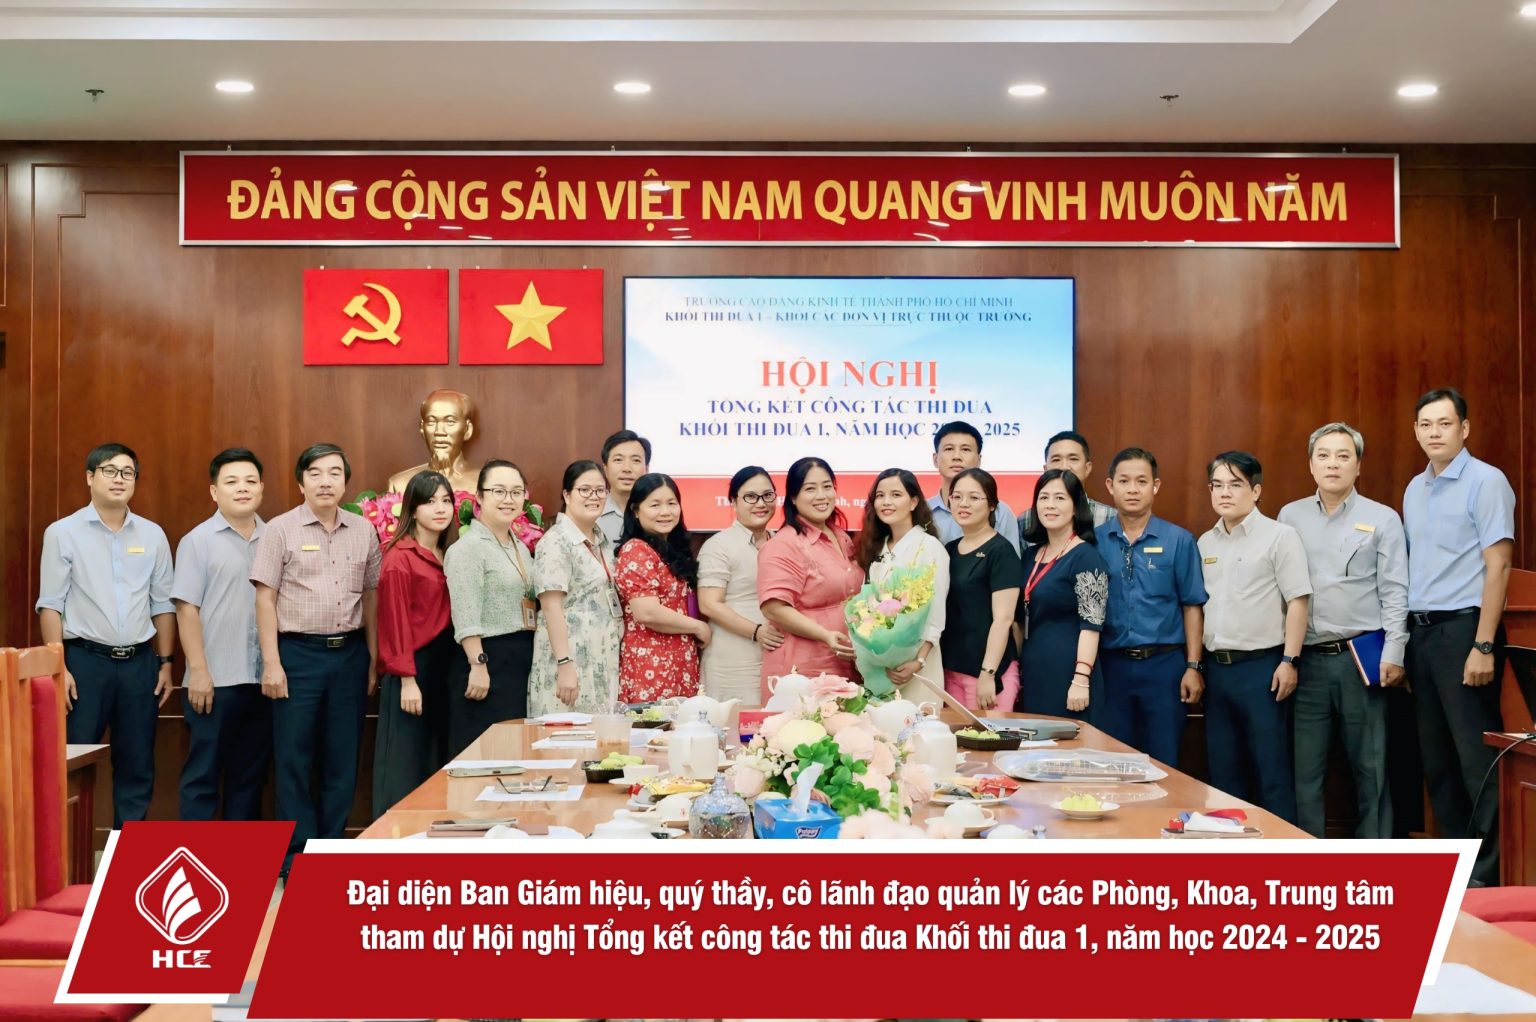 ĐẢNG CỘNG SẢN VIỆT NAM QUANG VINH MUÔN NĂM
TRƯỜNG CAO ĐẲNG KINH TẾ THÀNH PHỐ HỒ CHÍ MINH
KHỐI THI ĐUA 1 – KHỐI CÁC ĐƠN VỊ TRỰC THUỘC TRƯỜNG
HỘI NGHỊ
TỔNG KẾT CÔNG TÁC THI ĐUA
KHỐI THI ĐUA 1, NĂM HỌC 2025
Đại diện Ban Giám hiệu, quý thầy, cô lãnh đạo quản lý các Phòng, Khoa, Trung tâm
tham dự Hội nghị Tổng kết công tác thi đua Khối thi đua 1, năm học 2024 - 2025
HCE